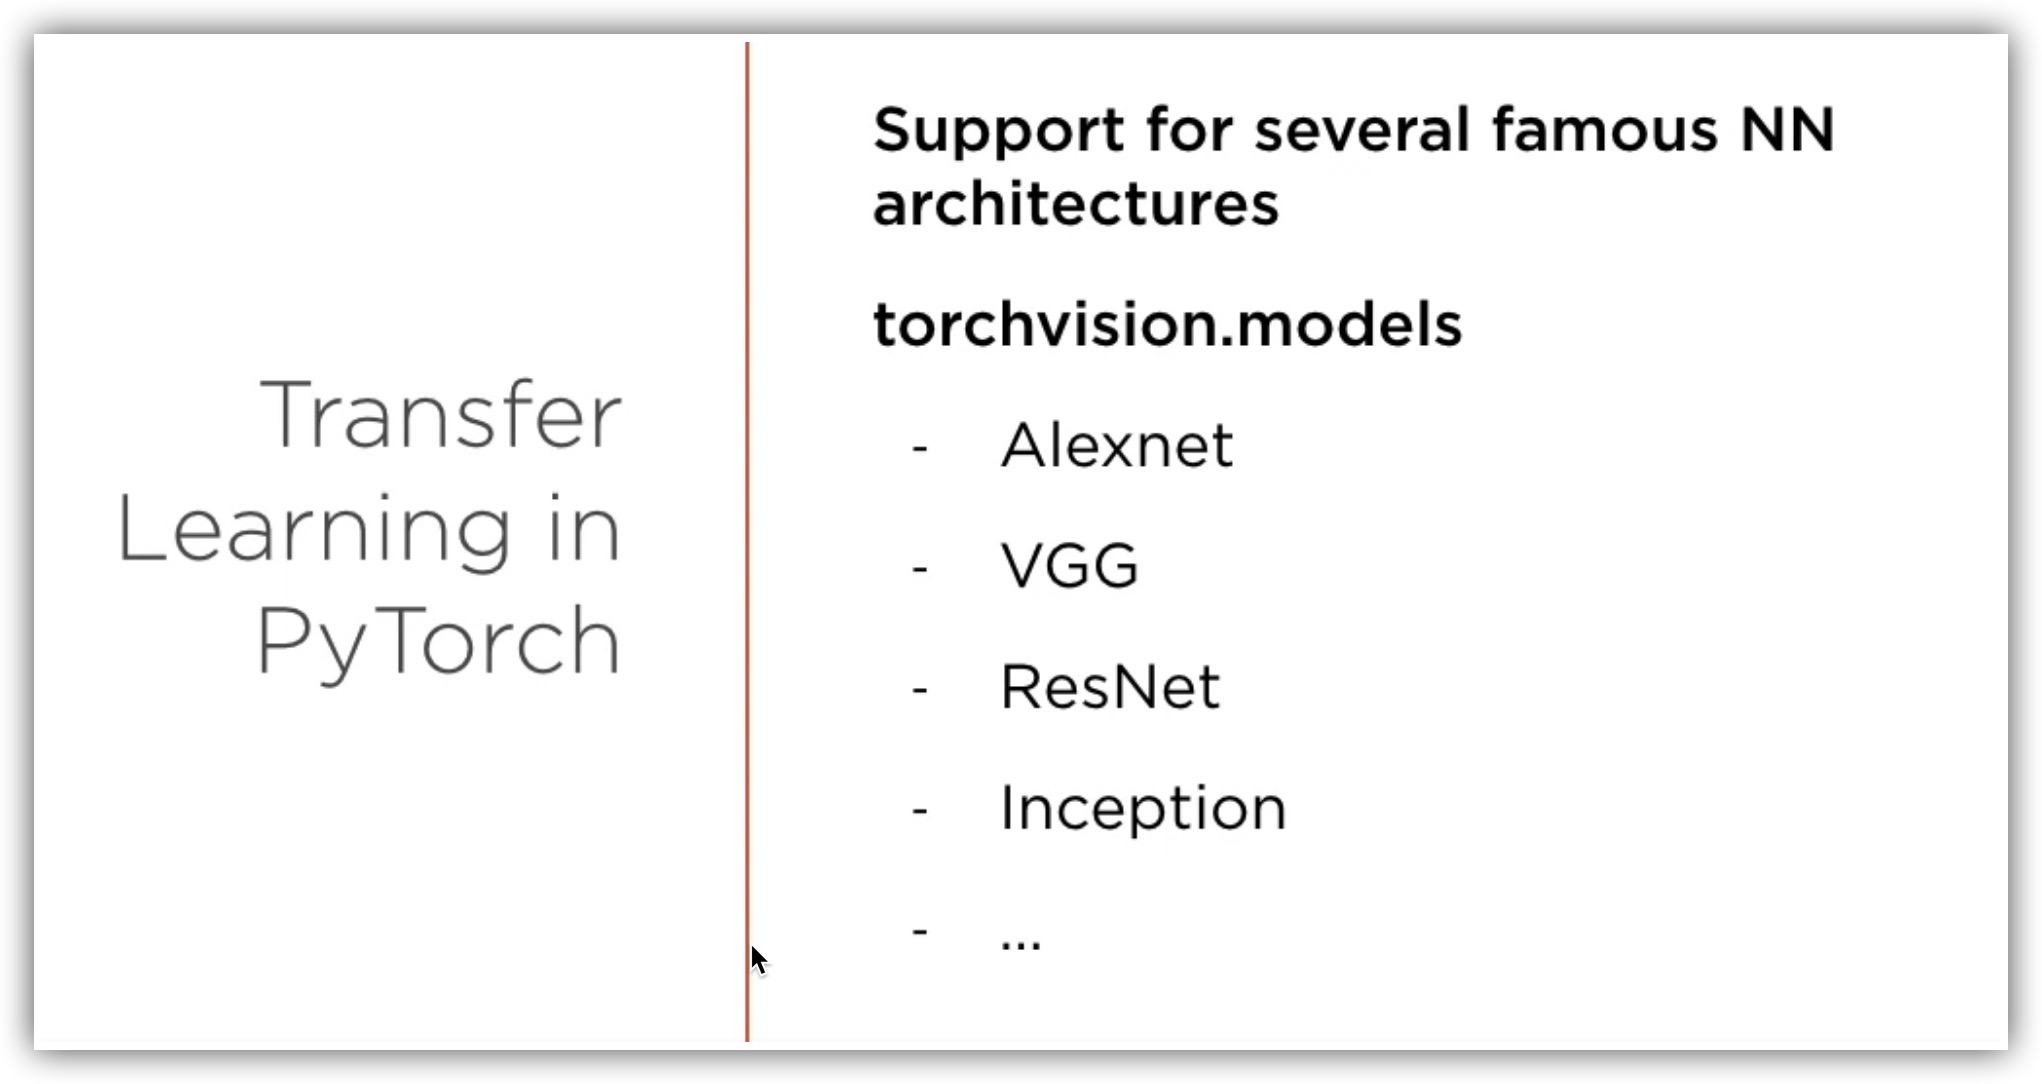 Transfer
Learning in
PyTorch
Support for several famous NN
architectures
torchvision.models
- Alexnet
- VGG
- ResNet
- Inception
- ...